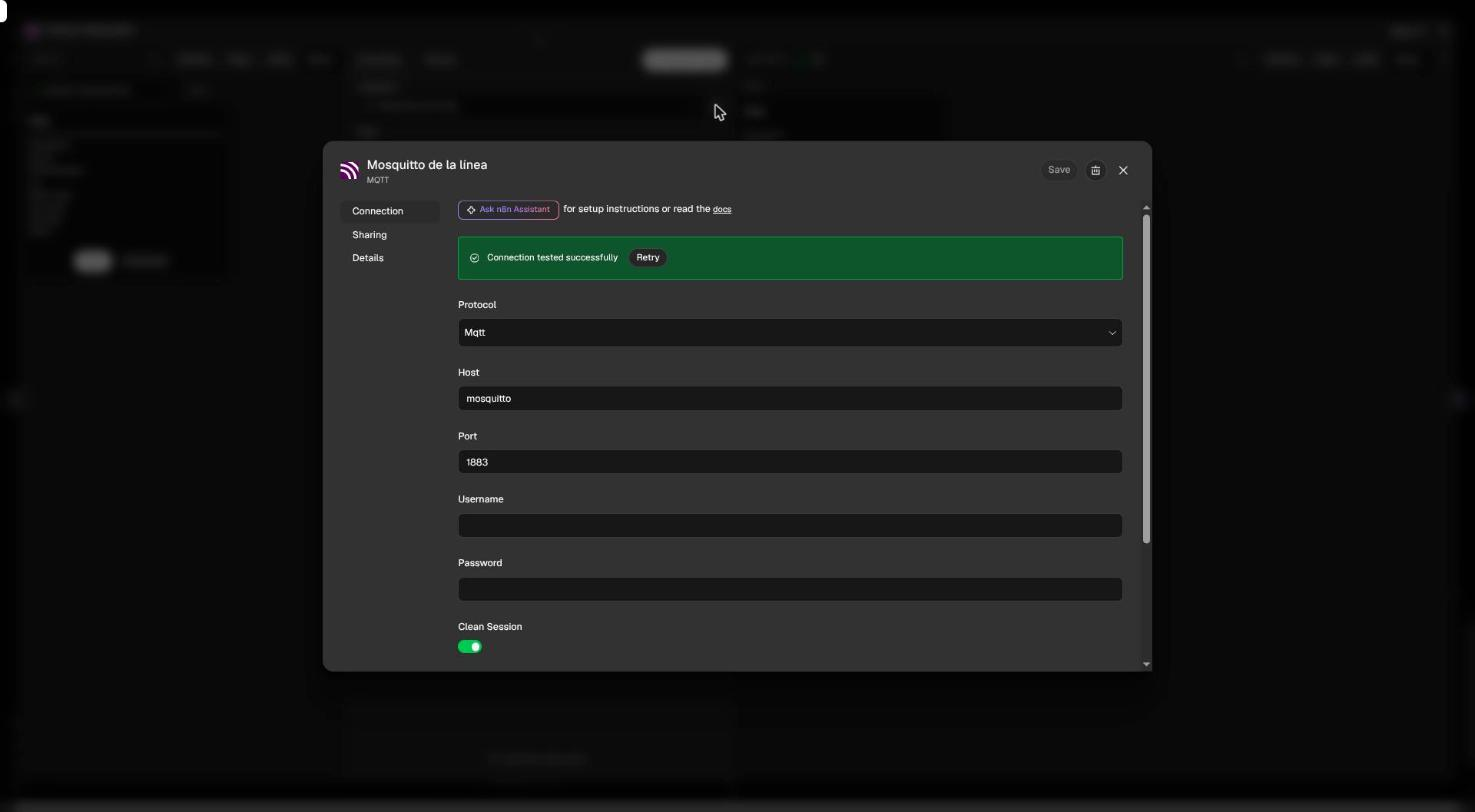 Mosquitto de la línea
MQTT
Save
Connection
Sharing
Details
Ask n8n Assistant for setup instructions or read the docs
Connection tested successfully
Retry
Protocol
Mqtt
Host
mosquitto
Port
1883
Username
Password
Clean Session